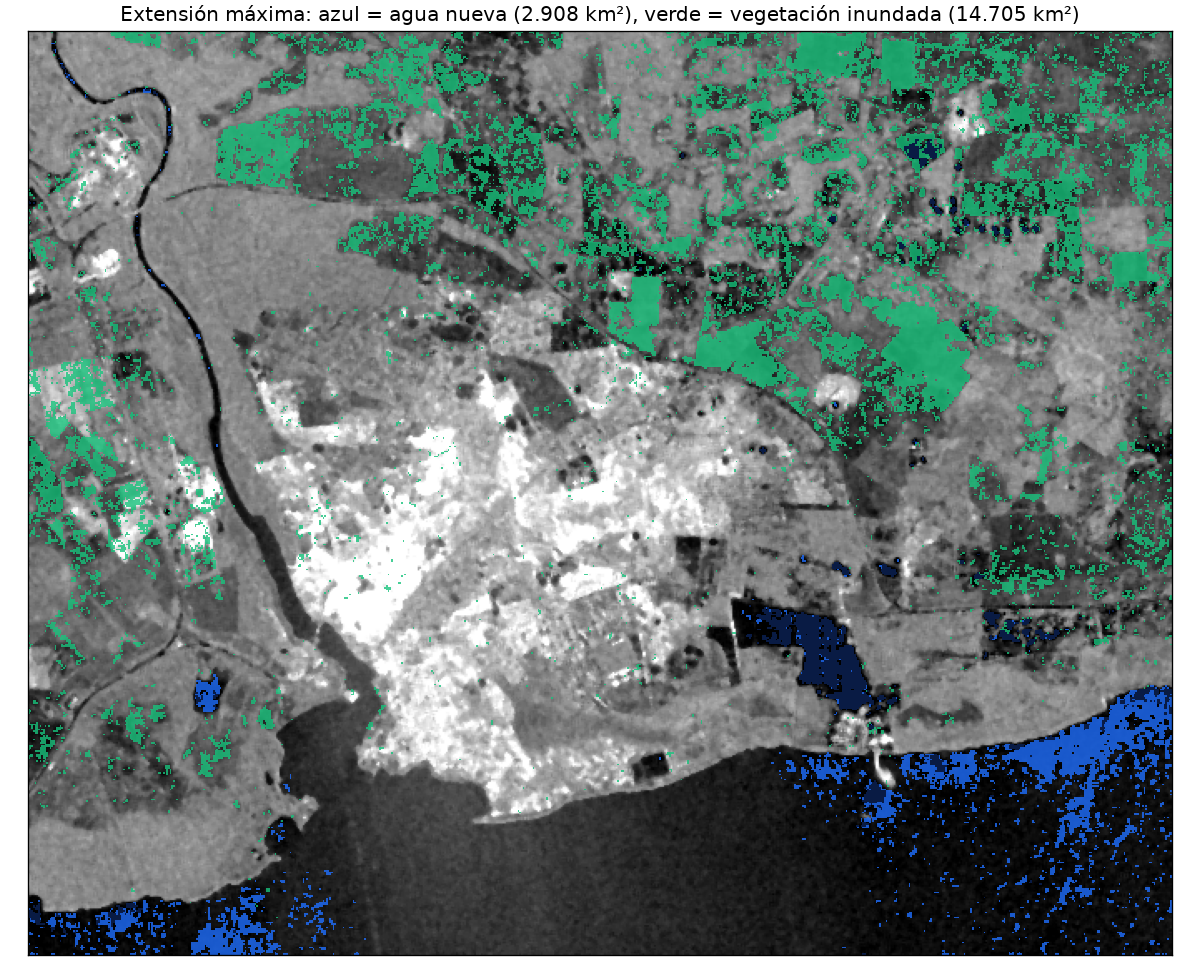 Extensión máxima: azul = agua nueva (2.908 km²), verde = vegetación inundada (14.705 km²)